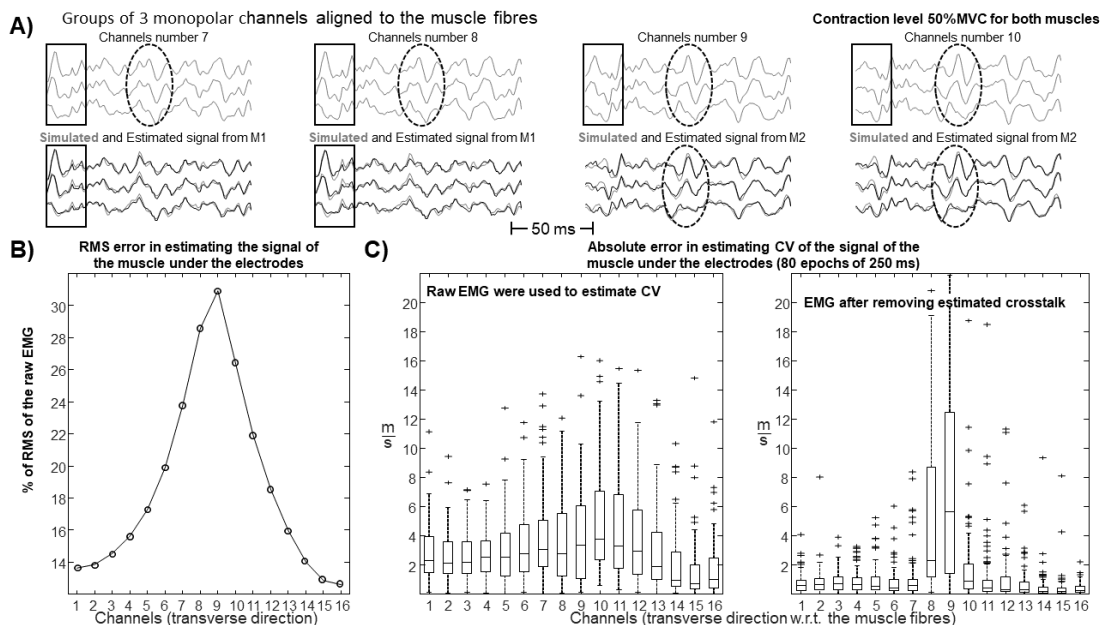 A) Groups of 3 monopolar channels aligned to the muscle fibres
Contraction level 50%MVC for both muscles
Channels number 7
Channels number 8
Channels number 9
Channels number 10
Simulated and Estimated signal from M1
Simulated and Estimated signal from M1
Simulated and Estimated signal from M2
Simulated and Estimated signal from M2
50 ms
B) RMS error in estimating the signal of
the muscle under the electrodes
% of RMS of the raw EMG
30
28
26
24
22
20
18
16
14
1 2 3 4 5 6 7 8 9 10 11 12 13 14 15 16
Channels (transverse direction)
C) Absolute error in estimating CV of the signal of the
muscle under the electrodes (80 epochs of 250 ms)
Raw EMG were used to estimate CV
m
s
20
18
16
14
12
10
8
6
4
2
1 2 3 4 5 6 7 8 9 10 11 12 13 14 15 16
EMG after removing estimated crosstalk
m
s
20
18
16
14
12
10
8
6
4
2
1 2 3 4 5 6 7 8 9 10 11 12 13 14 15 16
Channels (transverse direction w.r.t. the muscle fibres)